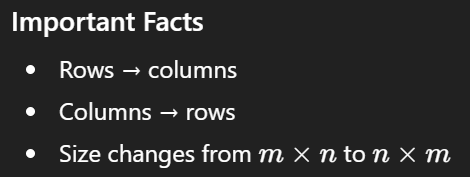 Important Facts
• Rows → columns
• Columns → rows
• Size changes from m × n to n × m